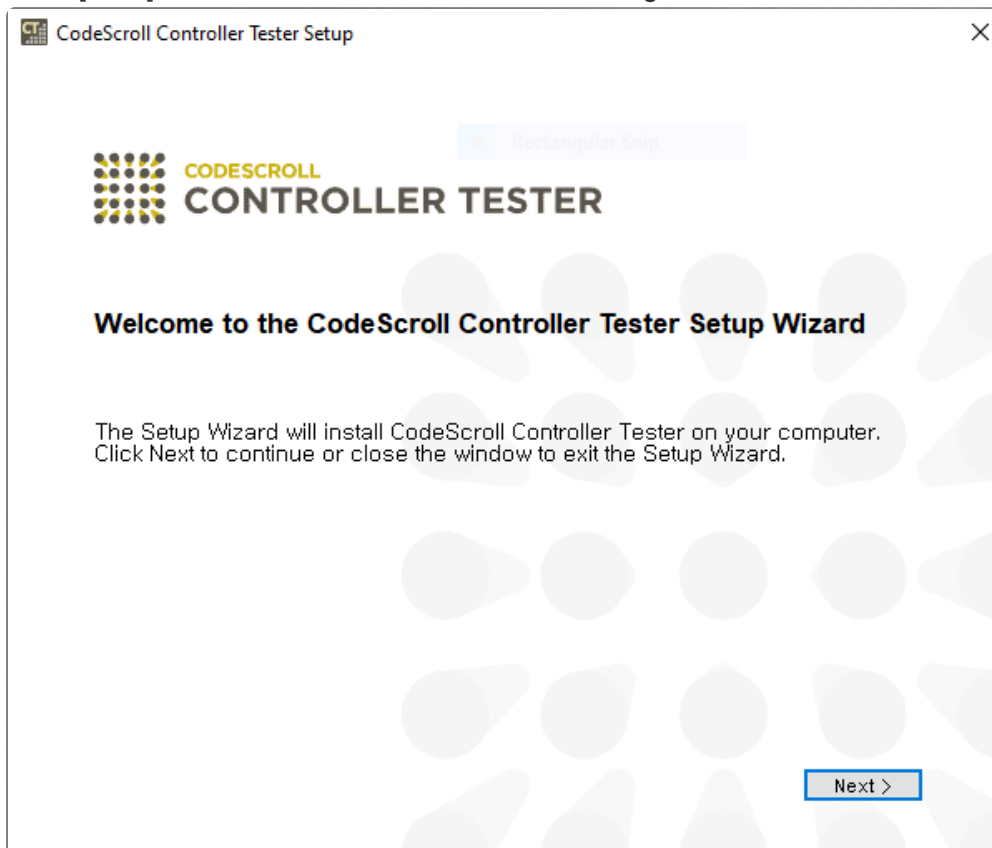 CodeScroll Controller Tester Setup
Rectangular Snip
CODESCROLL
CONTROLLER TESTER
Welcome to the CodeScroll Controller Tester Setup Wizard
The Setup Wizard will install CodeScroll Controller Tester on your computer.
Click Next to continue or close the window to exit the Setup Wizard.
Next >